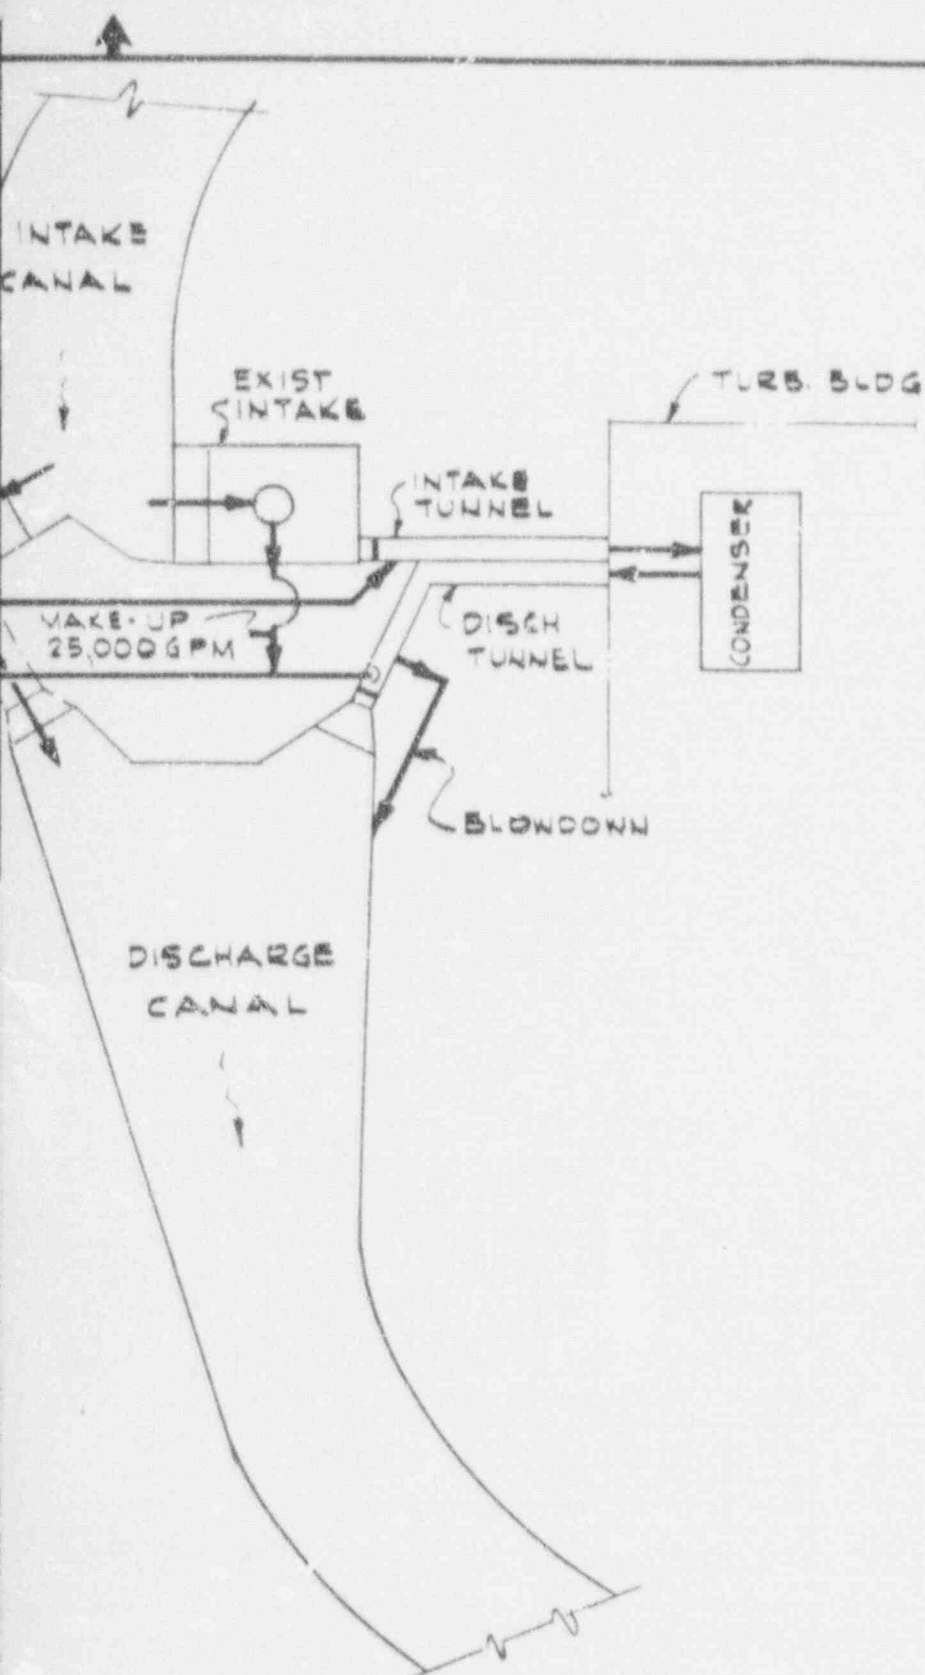 INTAKE
CANAL
EXIST
INTAKE
TURB. BLDG
INTAKE
TUNNEL
CONDENSER
MAKE-UP
25,000 GPM
DISCH
TUNNEL
BLOWDOWN
DISCHARGE
CANAL